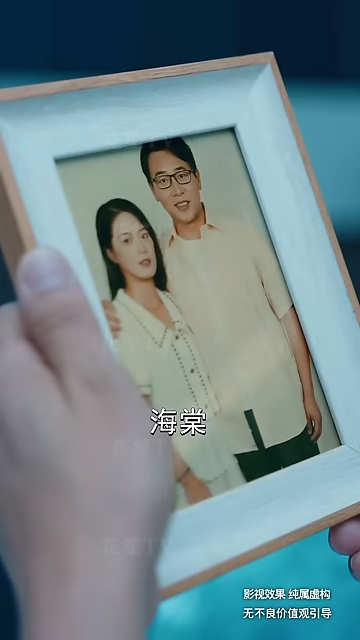 海棠
影视效果 纯属虚构
无不良价值观引导